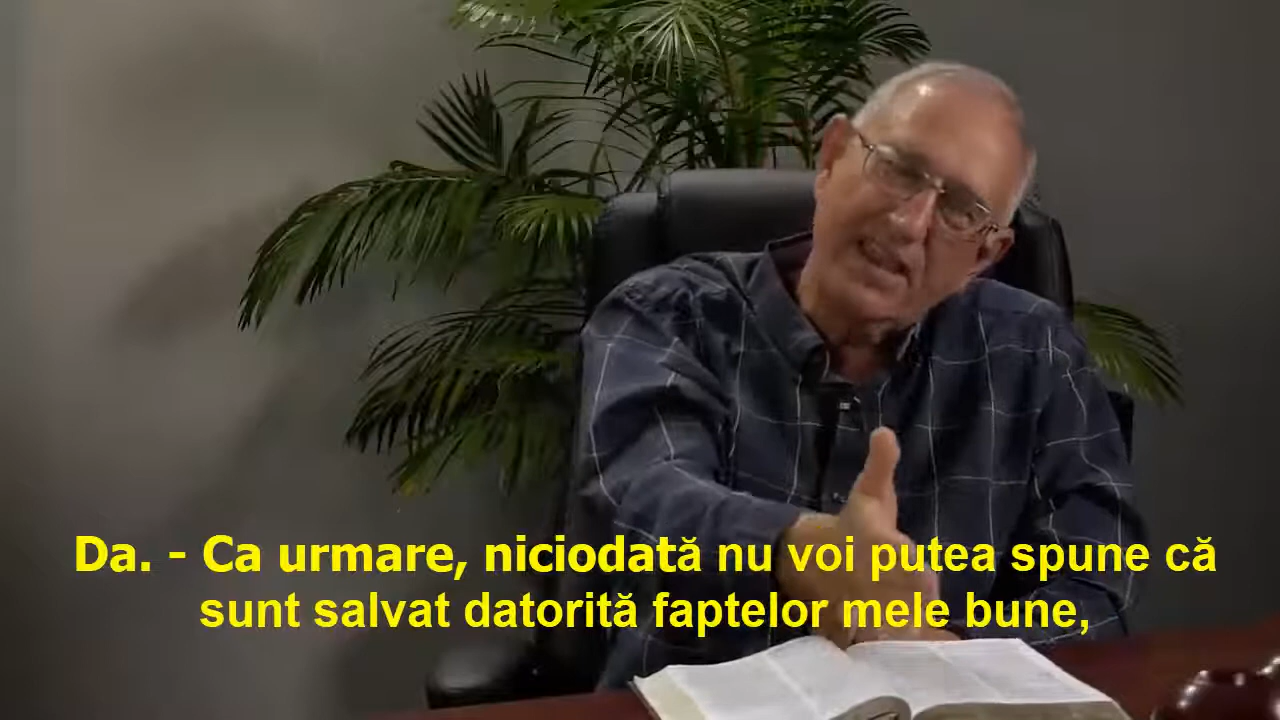 Da. - Ca urmare, niciodată nu voi putea spune că
sunt salvat datorită faptelor mele bune,